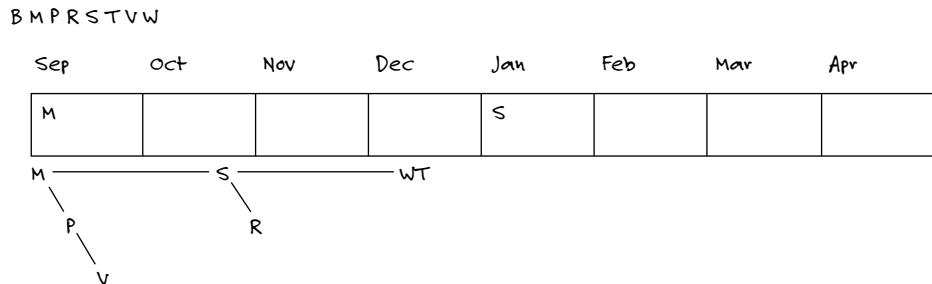 B M P R S T V W
Sep Oct Nov Dec Jan Feb Mar Apr
M S
M S WT
P R
V